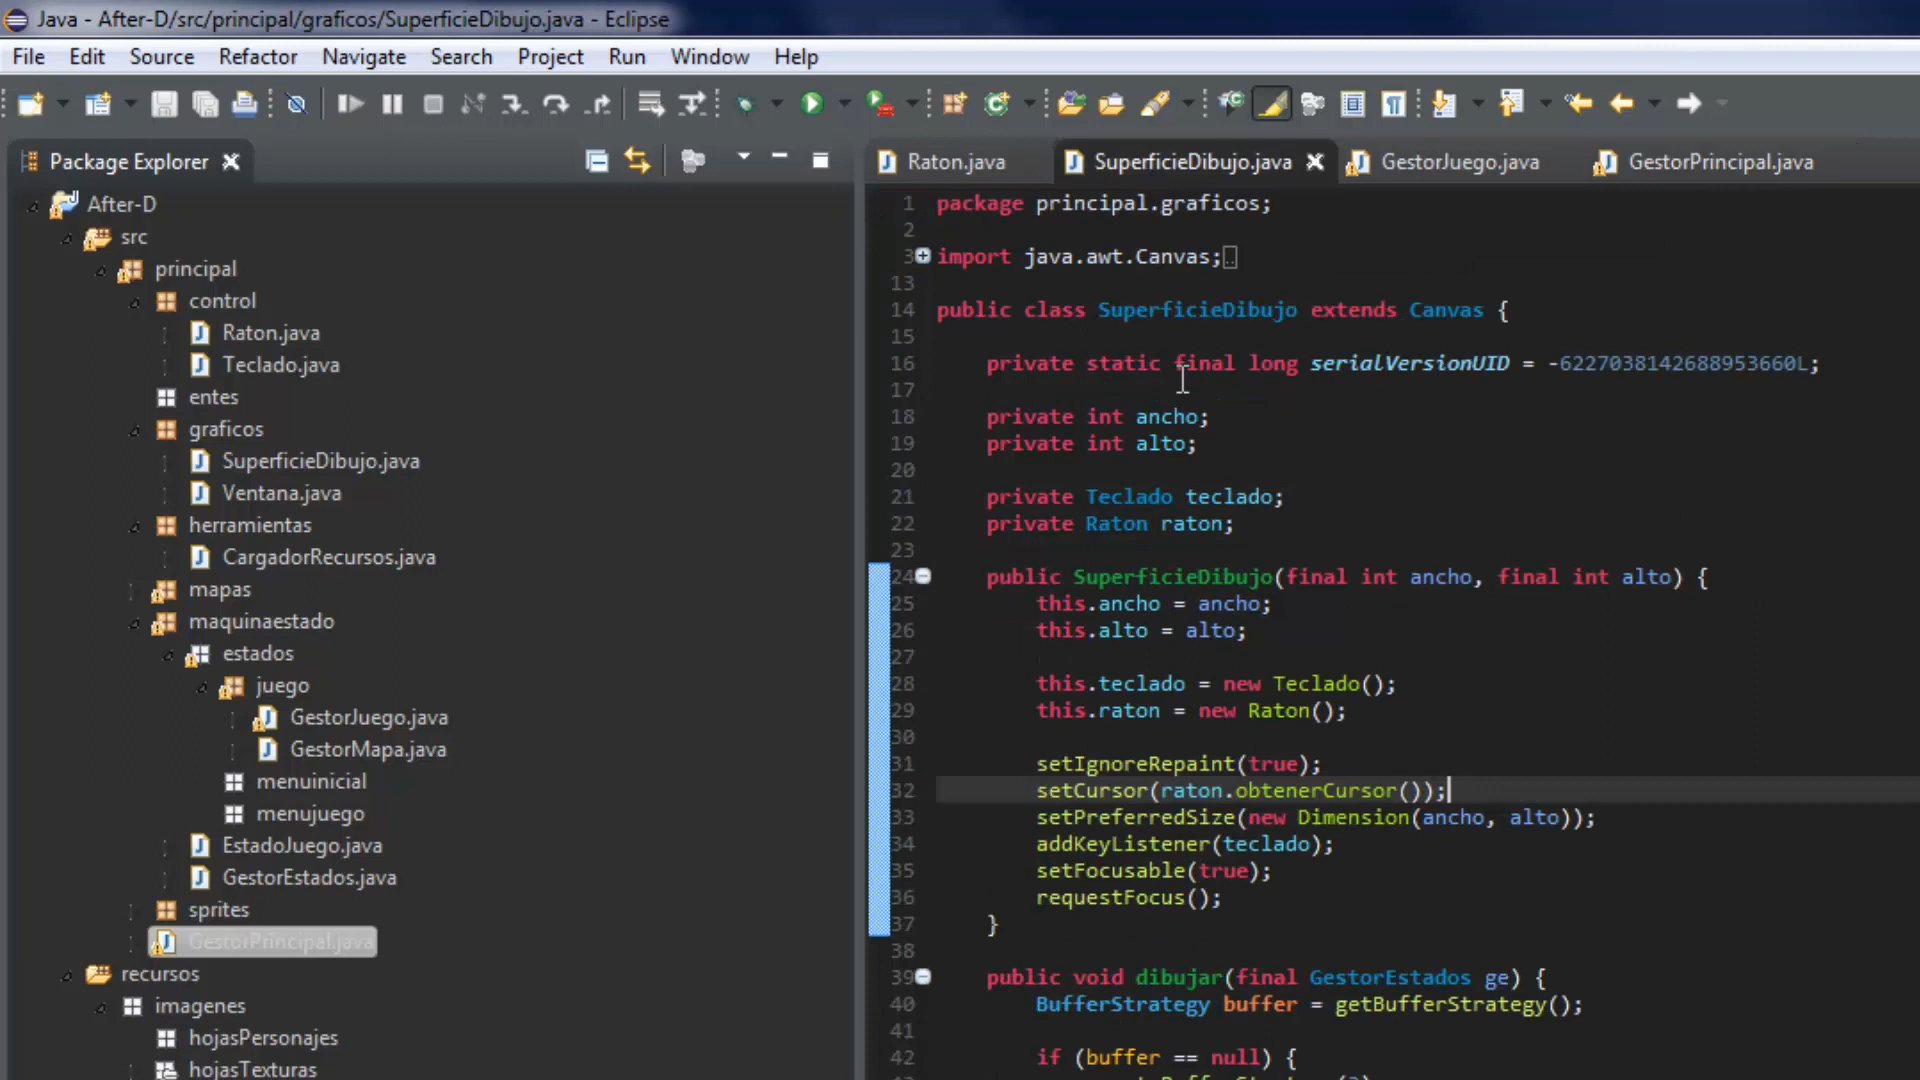 Java - After-D/src/principal/graficos/SuperficieDibujo.java - Eclipse
File Edit Source Refactor Navigate Search Project Run Window Help
Package Explorer
After-D
src
principal
control
Raton.java
Teclado.java
entes
graficos
SuperficieDibujo.java
Ventana.java
herramientas
CargadorRecursos.java
mapas
maquinaestado
estados
juego
GestorJuego.java
GestorMapa.java
menuinicial
menujuego
EstadoJuego.java
GestorEstados.java
sprites
GestorPrincipal.java
recursos
imagenes
hojasPersonajes
hojasTexturas
Raton.java SuperficieDibujo.java GestorJuego.java GestorPrincipal.java
1 package principal.graficos;
2
3 import java.awt.Canvas;
13
14 public class SuperficieDibujo extends Canvas {
15
16 private static final long serialVersionUID = -6227038142688953660L;
17
18 private int ancho;
19 private int alto;
20
21 private Teclado teclado;
22 private Raton raton;
23
24 public SuperficieDibujo(final int ancho, final int alto) {
25 this.ancho = ancho;
26 this.alto = alto;
27
28 this.teclado = new Teclado();
29 this.raton = new Raton();
30
31 setIgnoreRepaint(true);
32 setCursor(raton.obtenerCursor());
33 setPreferredSize(new Dimension(ancho, alto));
34 addKeyListener(teclado);
35 setFocusable(true);
36 requestFocus();
37 }
38
39 public void dibujar(final GestorEstados ge) {
40 BufferStrategy buffer = getBufferStrategy();
41
42 if (buffer == null) {